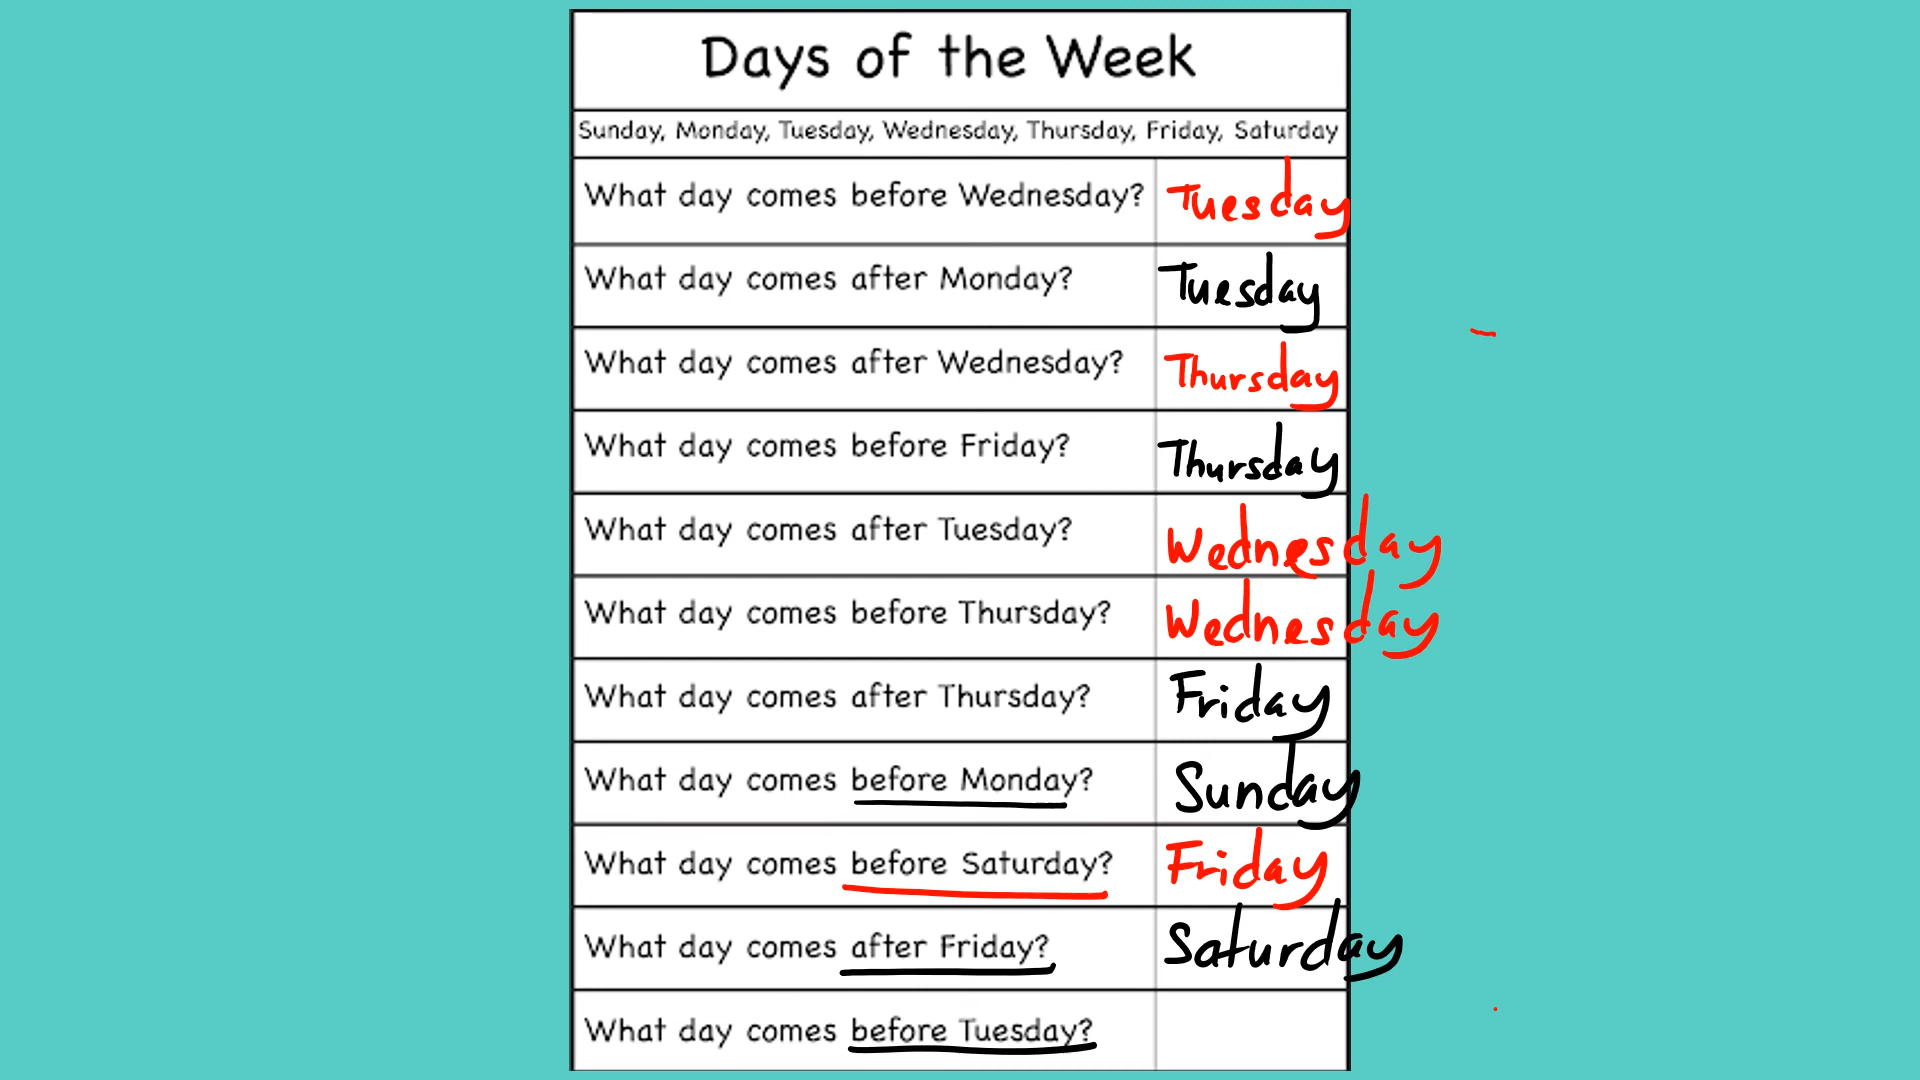 Days of the Week
Sunday, Monday, Tuesday, Wednesday, Thursday, Friday, Saturday
What day comes before Wednesday? Tuesday
What day comes after Monday? Tuesday
What day comes after Wednesday? Thursday
What day comes before Friday? Thursday
What day comes after Tuesday? Wednesday
What day comes before Thursday? Wednesday
What day comes after Thursday? Friday
What day comes before Monday? Sunday
What day comes before Saturday? Friday
What day comes after Friday? Saturday
What day comes before Tuesday?